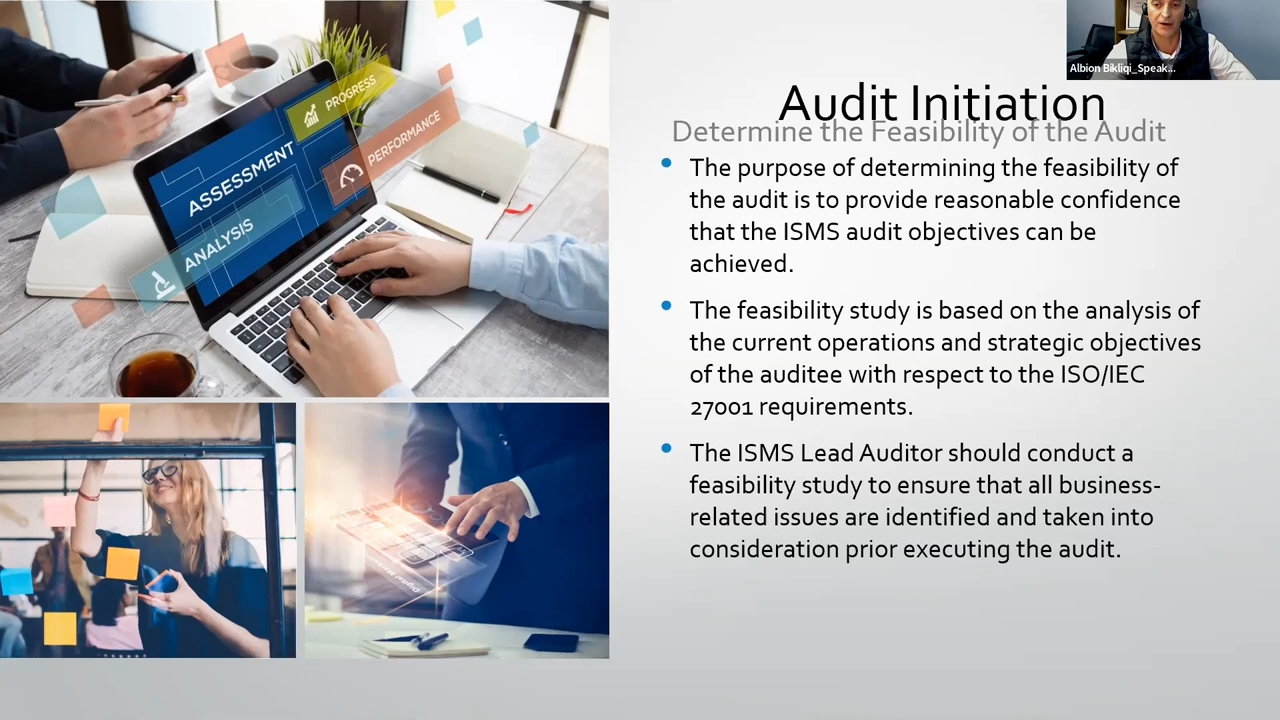 Albion Bikliqi_Speak...
Audit Initiation
Determine the Feasibility of the Audit
• The purpose of determining the feasibility of
the audit is to provide reasonable confidence
that the ISMS audit objectives can be
achieved.
• The feasibility study is based on the analysis of
the current operations and strategic objectives
of the auditee with respect to the ISO/IEC
27001 requirements.
• The ISMS Lead Auditor should conduct a
feasibility study to ensure that all business-
related issues are identified and taken into
consideration prior executing the audit.
PROGRESS
ASSESSMENT
PERFORMANCE
ANALYSIS